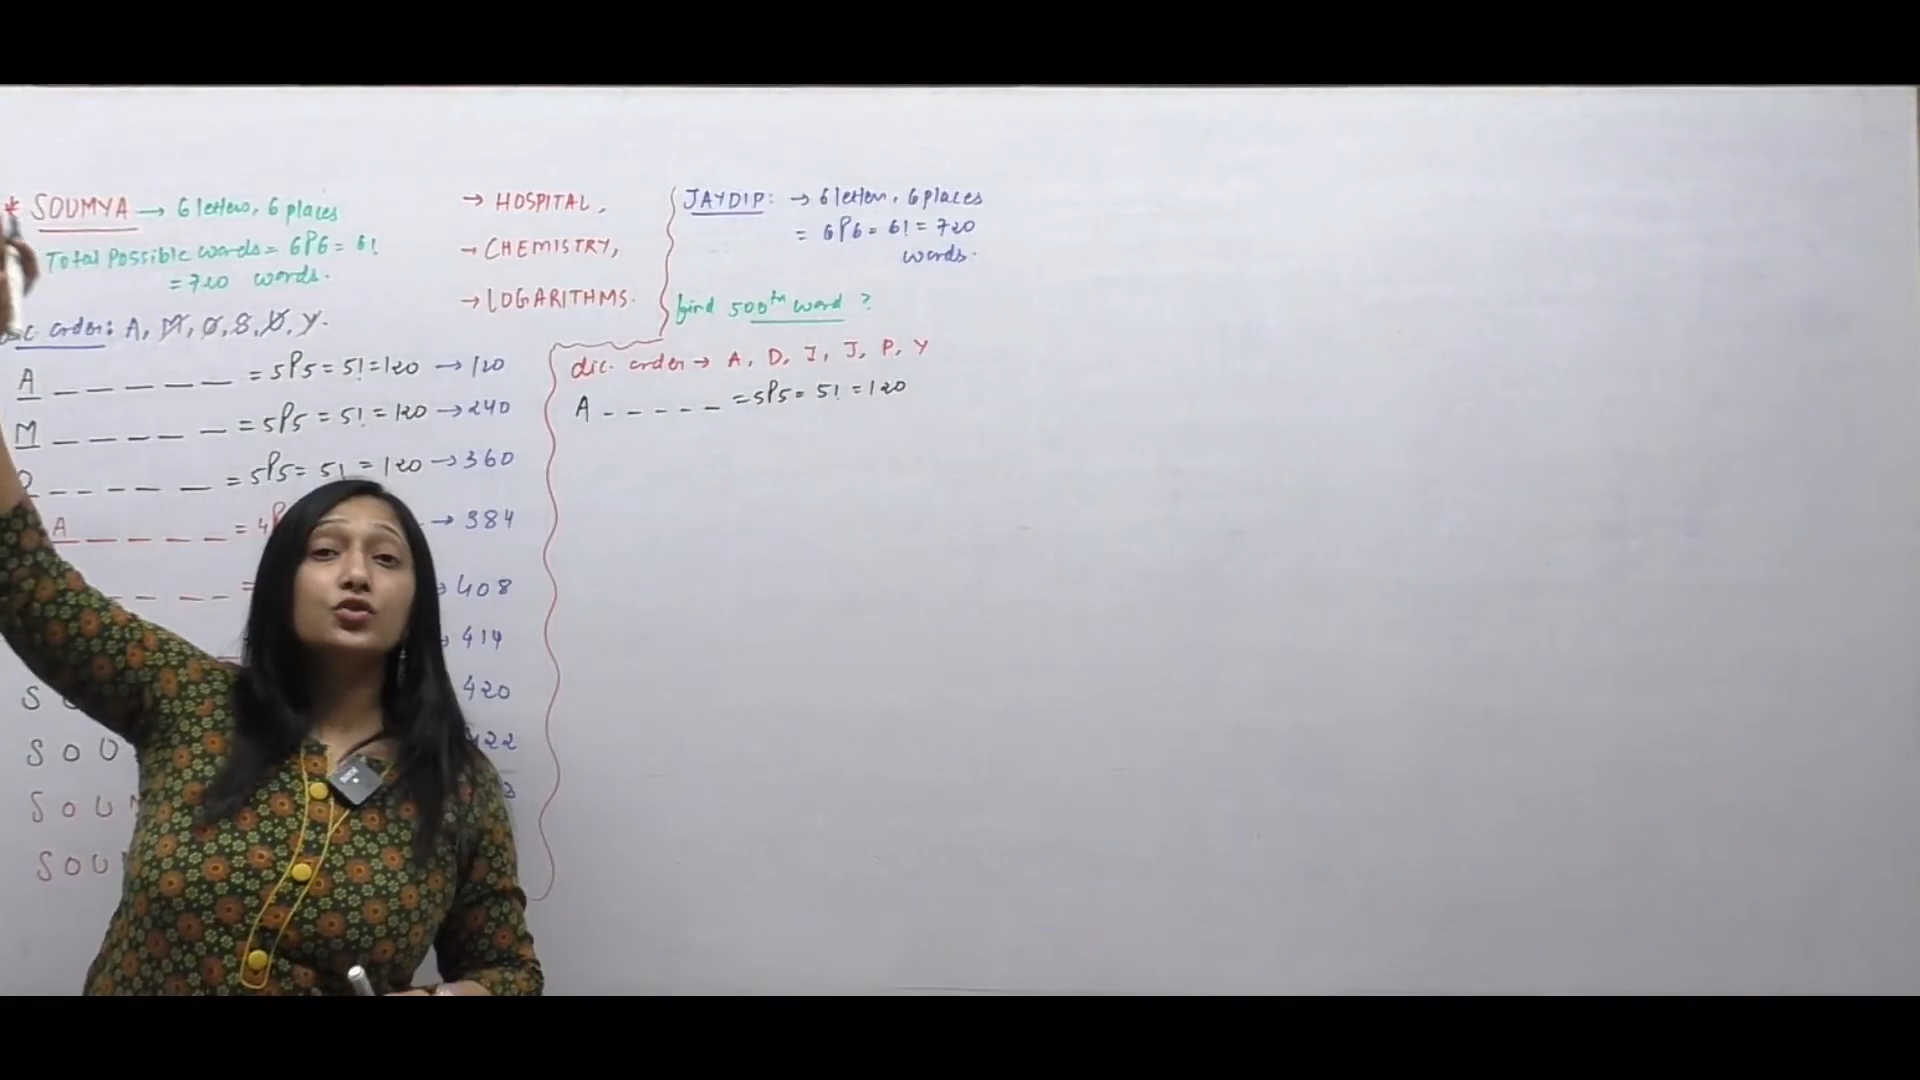 * SOUMYA → 6 letters, 6 places
Total Possible words = 6P6 = 6!
= 720 words.
order: A, M, O, S, U, Y.
A _ _ _ _ _ = 5P5 = 5! = 120 → 120
M _ _ _ _ _ = 5P5 = 5! = 120 → 240
_ _ _ _ _ = 5P5 = 5! = 120 → 360
A _ _ _ _ = 4P → 384
_ _ _ _ = 408
→ 414
S 420
S O U 422
S O U
S O U
→ HOSPITAL,
→ CHEMISTRY,
→ LOGARITHMS.
JAYDIP: → 6 letters, 6 places
= 6P6 = 6! = 720
words.
find 500th word ?
dic. order → A, D, I, J, P, Y
A _ _ _ _ _ = 5P5 = 5! = 120